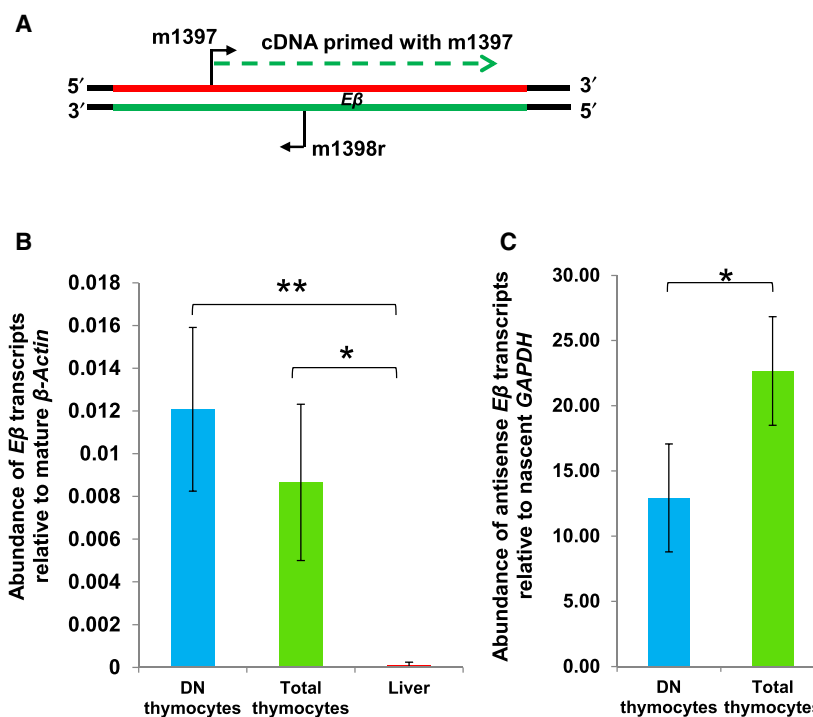 A
m1397
cDNA primed with m1397
5′
3′
Eβ
3′
5′
m1398r
B
Abundance of Eβ transcripts
relative to mature β-Actin
0.018
0.016
0.014
0.012
0.01
0.008
0.006
0.004
0.002
0
**
*
DN
thymocytes
Total
thymocytes
Liver
C
Abundance of antisense Eβ transcripts
relative to nascent GAPDH
30.00
25.00
20.00
15.00
10.00
5.00
0.00
*
DN
thymocytes
Total
thymocytes